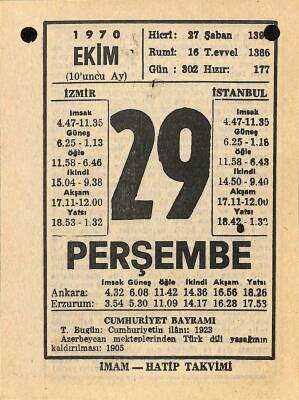 1970
EKİM
(10'uncu Ay)
Hicrî: 27 Şaban
Rumî: 16 T.evvel 1386
Gün: 302 Hızır: 177
İZMİR
İmsak
4.47-11.35
Güneş
6.25 - 1.13
Öğle
11.58 - 6.46
İkindi
15.04 - 9.38
Akşam
17.11-12.00
Yatsı
18.53 - 1.32
29
İSTANBUL
İmsak
4.47-11.35
Güneş
6.25 - 1.18
Öğle
11.58 - 6.43
İkindi
14.50 - 9.40
Akşam
17.11-12.00
Yatsı
18.42 - 1.32
PERŞEMBE
İmsak Güneş Öğle İkindi Akşam Yatsı
Ankara: 4.32 6.08 11.42 14.36 16.56 18.26
Erzurum: 3.54 5.30 11.09 14.17 16.28 17.53
CUMHURİYET BAYRAMI
T. Bugün: Cumhuriyetin ilânı: 1923
Azerbeycan mekteplerinden Türk dili yasağının
kaldırılması: 1905
İMAM — HATİP TAKVİMİ